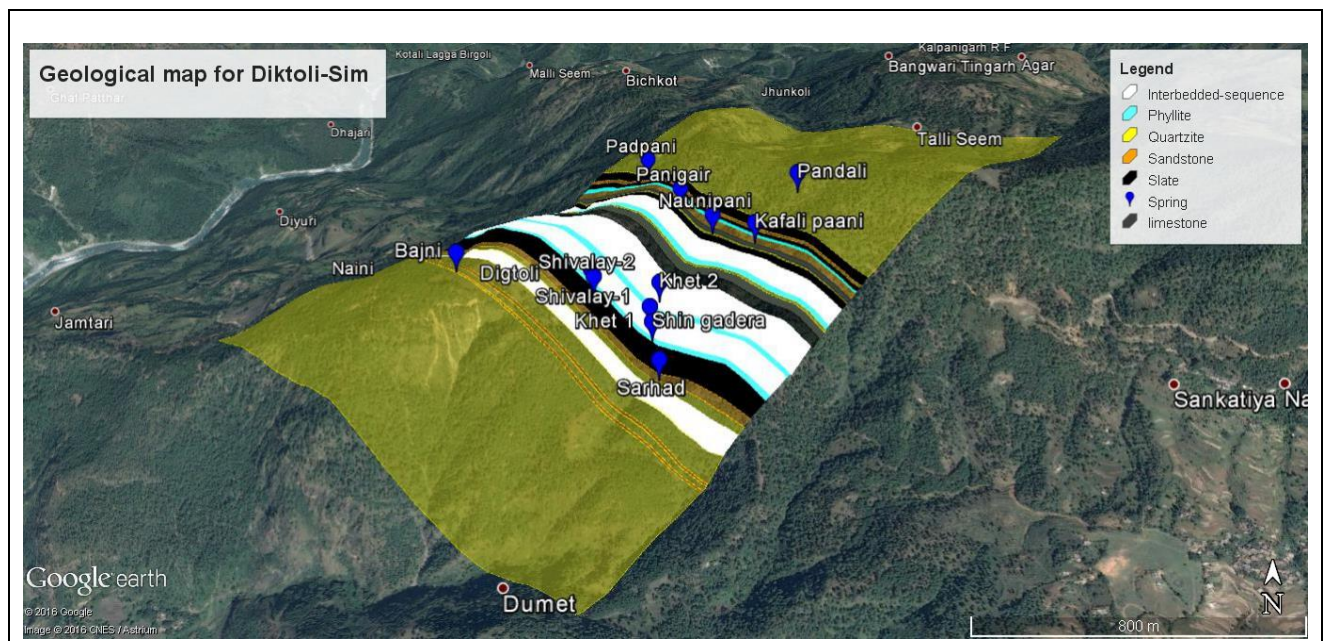 Geological map for Diktoli-Sim
Ghat Patthar
Kotali Lagga Birgoli
Malli Seem
Bichkot
Jhunkoli
Kalpanigarh R F
Bangwari Tingarh
Agar
Dhajari
Talli Seem
Diyuri
Naini
Jamtari
Padpani
Panigair
Pandali
Naunipani
Kafali paani
Bajni
Digtoli
Shivalay-2
Shivalay-1
Khet 2
Khet 1
Shin gadera
Sarhad
Sankatiya Na
Dumet
Legend
Interbedded-sequence
Phyllite
Quartzite
Sandstone
Slate
Spring
limestone
Google earth
© 2016 Google
Image © 2016 CNES / Astrium
N
800 m